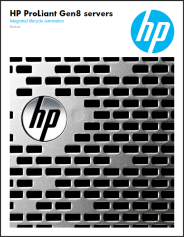 HP ProLiant Gen8 servers
Integrated lifecycle automation
hp
hp